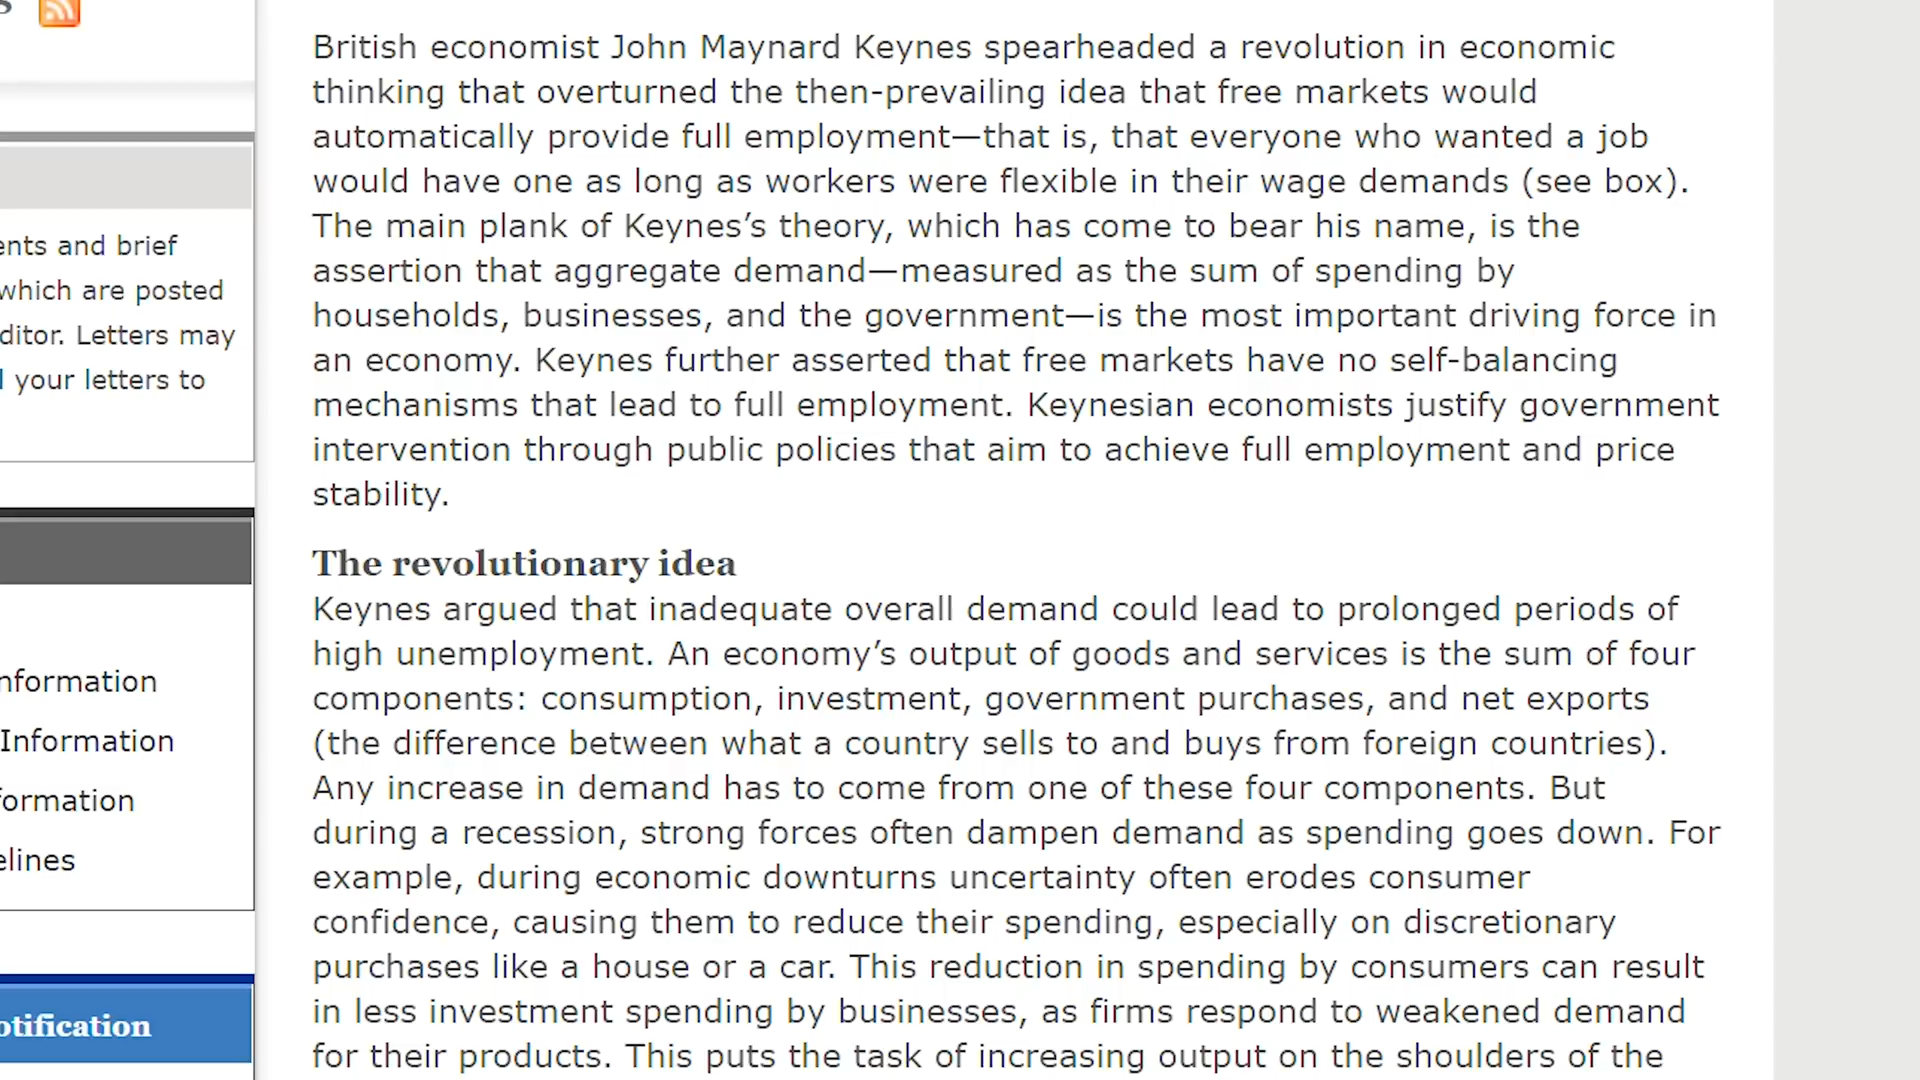 British economist John Maynard Keynes spearheaded a revolution in economic
thinking that overturned the then-prevailing idea that free markets would
automatically provide full employment—that is, that everyone who wanted a job
would have one as long as workers were flexible in their wage demands (see box).
The main plank of Keynes’s theory, which has come to bear his name, is the
assertion that aggregate demand—measured as the sum of spending by
households, businesses, and the government—is the most important driving force in
an economy. Keynes further asserted that free markets have no self-balancing
mechanisms that lead to full employment. Keynesian economists justify government
intervention through public policies that aim to achieve full employment and price
stability.
The revolutionary idea
Keynes argued that inadequate overall demand could lead to prolonged periods of
high unemployment. An economy’s output of goods and services is the sum of four
components: consumption, investment, government purchases, and net exports
(the difference between what a country sells to and buys from foreign countries).
Any increase in demand has to come from one of these four components. But
during a recession, strong forces often dampen demand as spending goes down. For
example, during economic downturns uncertainty often erodes consumer
confidence, causing them to reduce their spending, especially on discretionary
purchases like a house or a car. This reduction in spending by consumers can result
in less investment spending by businesses, as firms respond to weakened demand
for their products. This puts the task of increasing output on the shoulders of the
ents and brief
which are posted
ditor. Letters may
your letters to
nformation
Information
formation
elines
otification